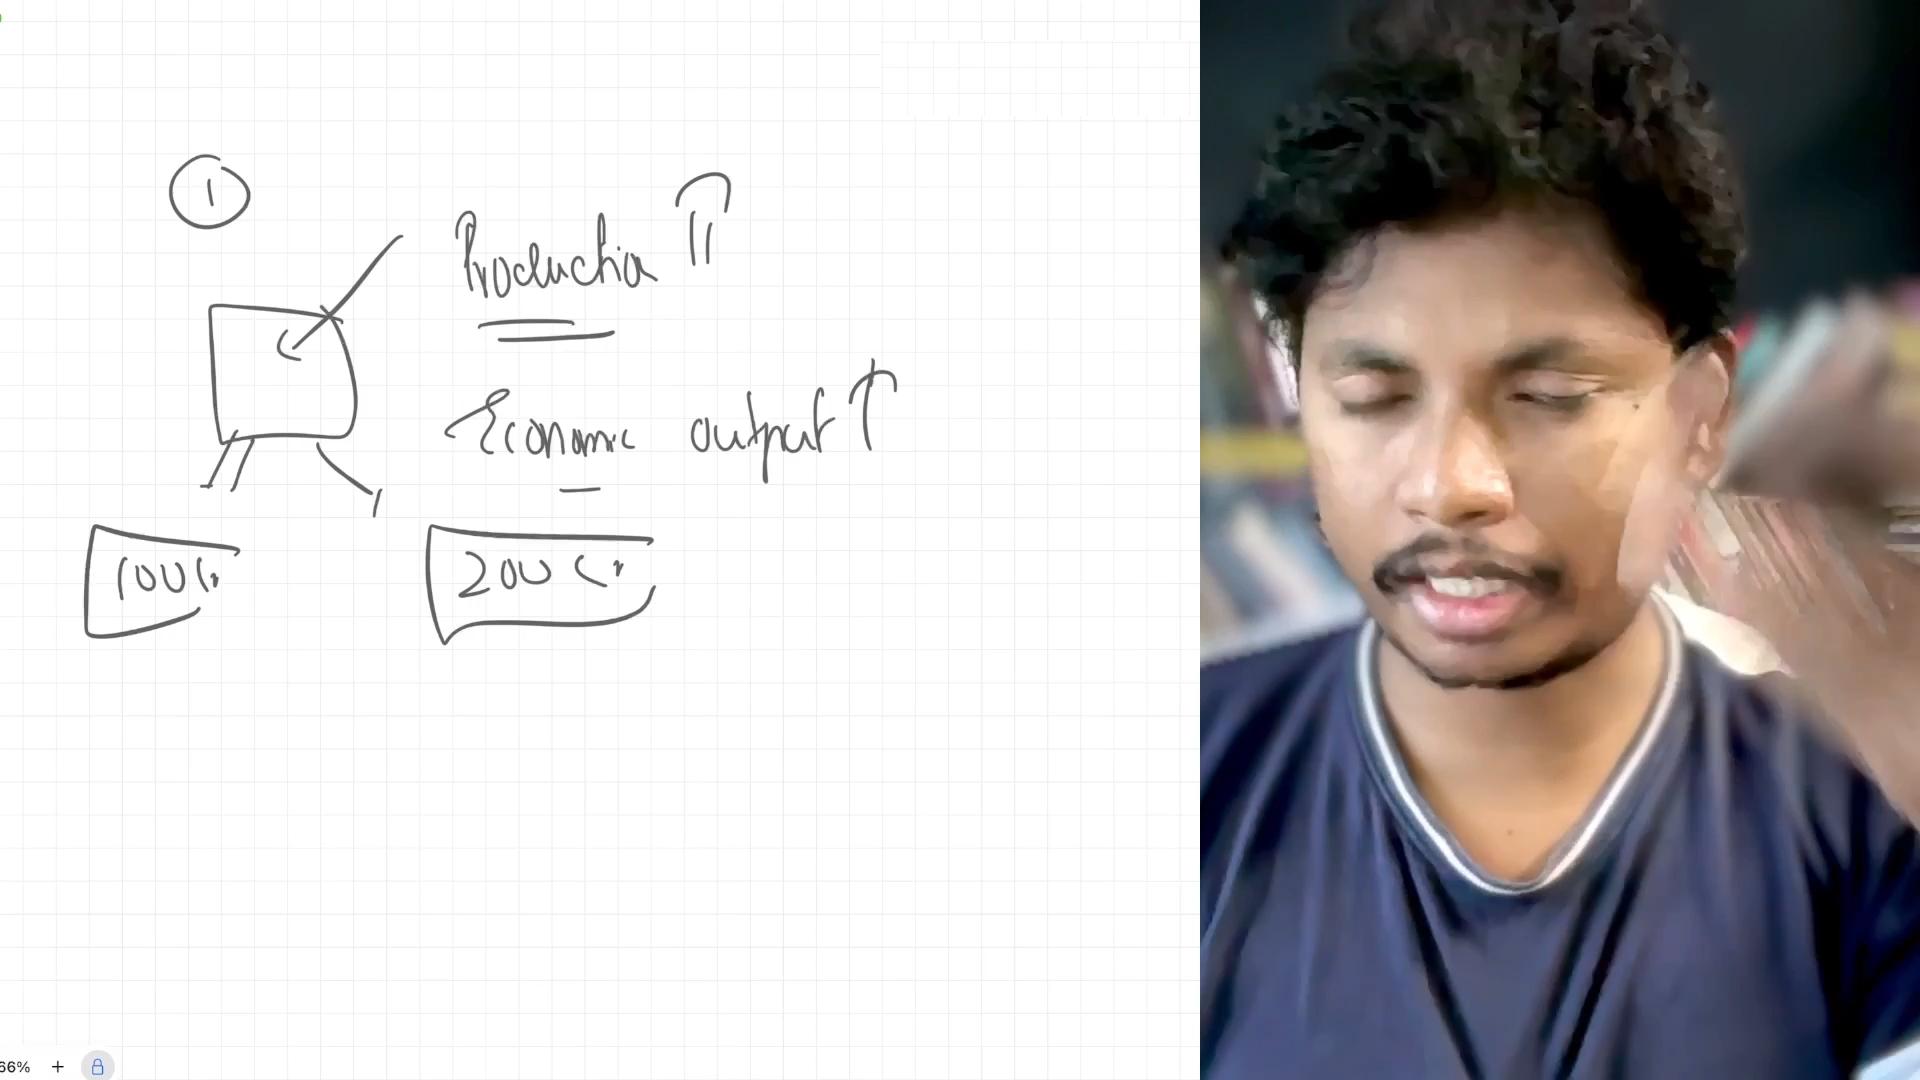 1
Production ⇑
Economic output ↑
100 Cr.
200 Cr.
66% +